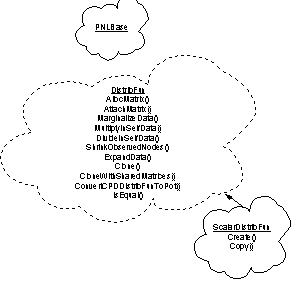 PNLBase
DistribFun
AllocMatrix()
AttachMatrix()
MarginalizeData()
MultiplyInSelfData()
DivideInSelfData()
ShrinkObservedNodes()
ExpandData()
Clone()
CloneWithSharedMatrices()
ConvertCPDDistribFunToPot()
IsEqual()
ScalarDistribFun
Create()
Copy()